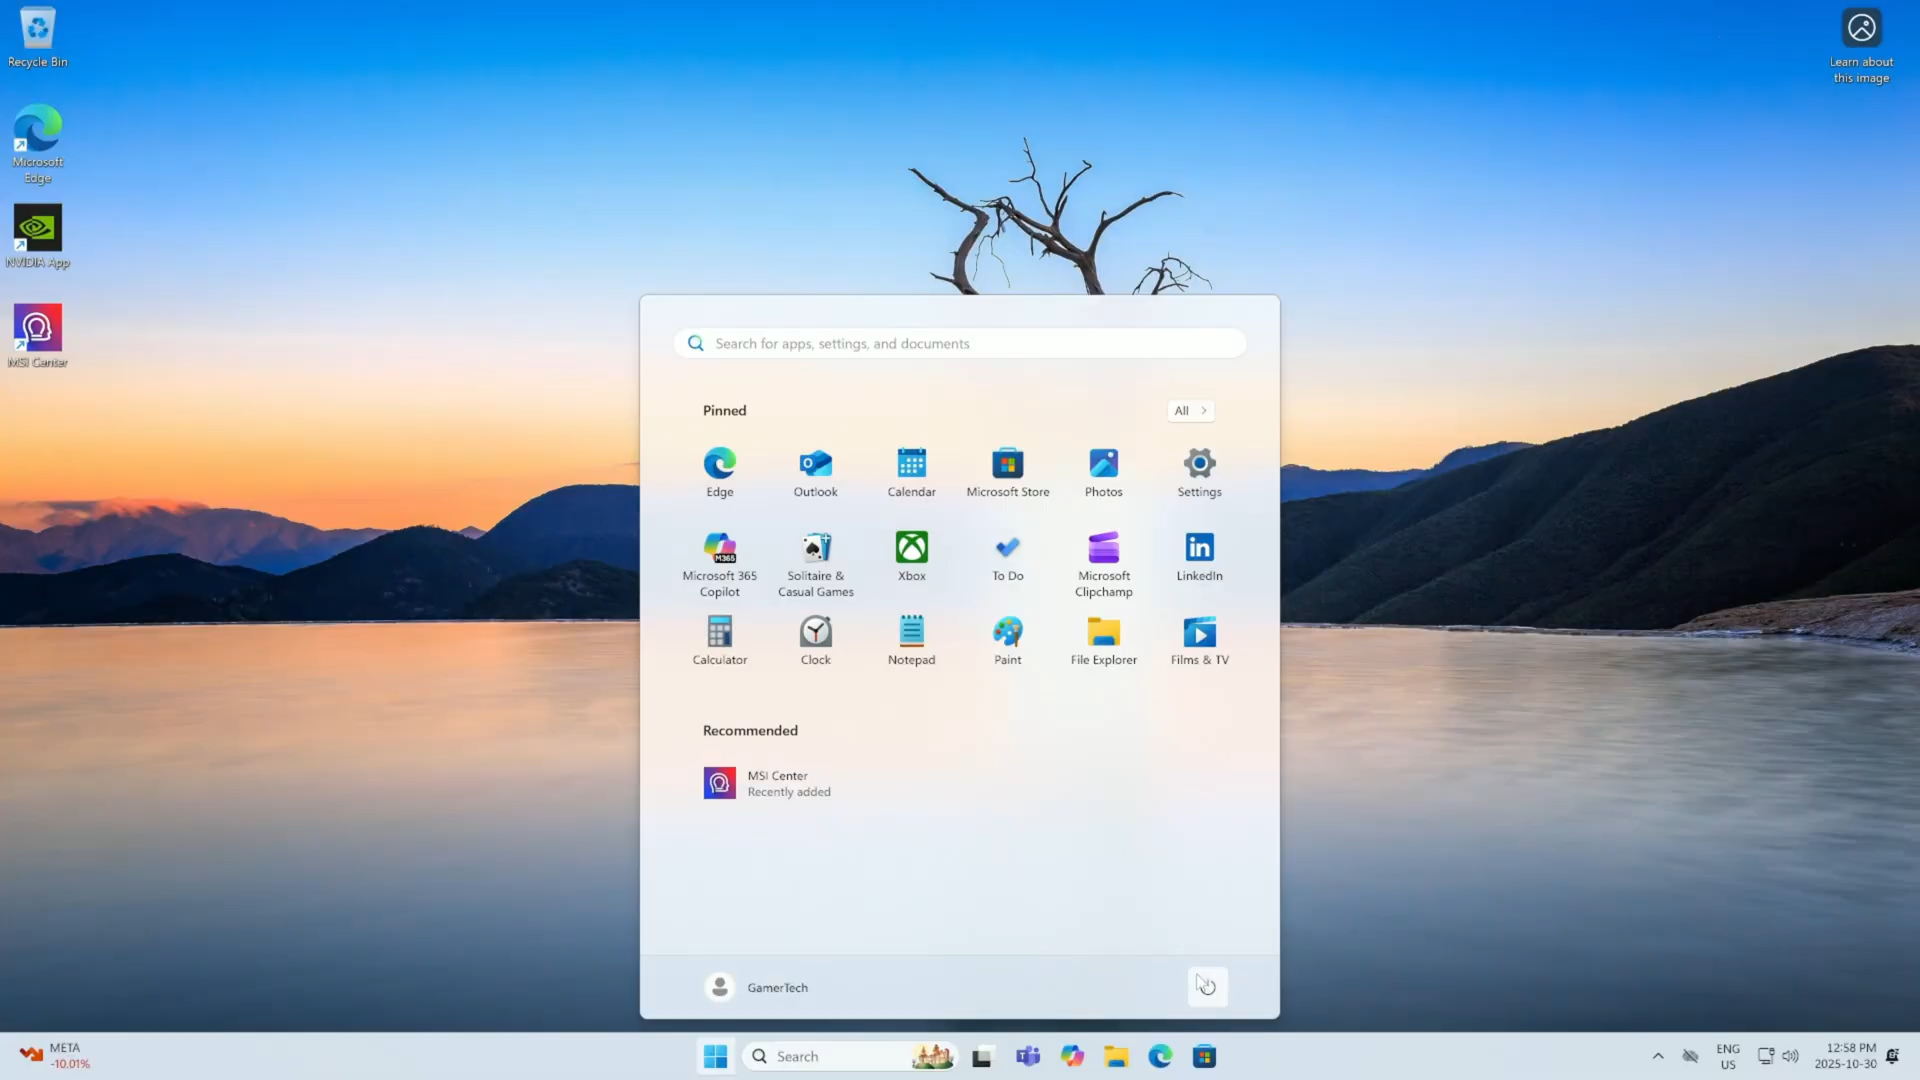 Recycle Bin
Learn about
this image
Microsoft
Edge
NVIDIA App
MSI Center
Search for apps, settings, and documents
Pinned
All
Edge
Outlook
Calendar
Microsoft Store
Photos
Settings
M365
Microsoft 365
Copilot
Solitaire &
Casual Games
Xbox
To Do
Microsoft
Clipchamp
in
LinkedIn
Calculator
Clock
Notepad
Paint
File Explorer
Films & TV
Recommended
MSI Center
Recently added
GamerTech
META
-10.01%
Search
ENG
US
12:58 PM
2025-10-30